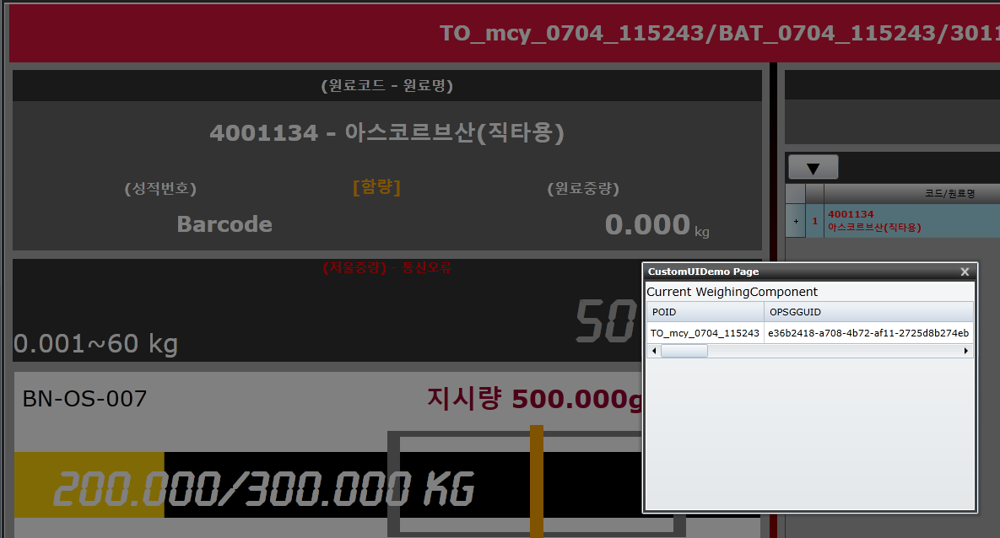 TO_mcy_0704_115243/BAT_0704_115243/3011
(원료코드 - 원료명)
4001134 - 아스코르브산(직타용)
(성적번호)
[함량]
(원료중량)
Barcode
0.000 kg
(저울중량) - 통신오류
50
0.001~60 kg
BN-OS-007
지시량 500.000g
200.000/300.000 KG
▼
코드/원료명
+
1
4001134
아스코르브산(직타용)
CustomUIDemo Page
X
Current WeighingComponent
POID OPSGGUID
TO_mcy_0704_115243 e36b2418-a708-4b72-af11-2725d8b274eb